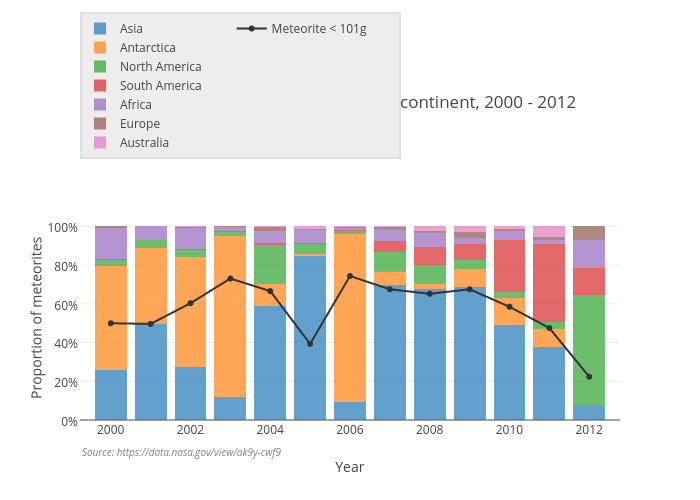 Asia
Antarctica
North America
South America
Africa
Europe
Australia
Meteorite < 101g
continent, 2000 - 2012
Proportion of meteorites
100%
80%
60%
40%
20%
0%
2000
2002
2004
2006
2008
2010
2012
Source: https://data.nasa.gov/view/ak9y-cwf9
Year